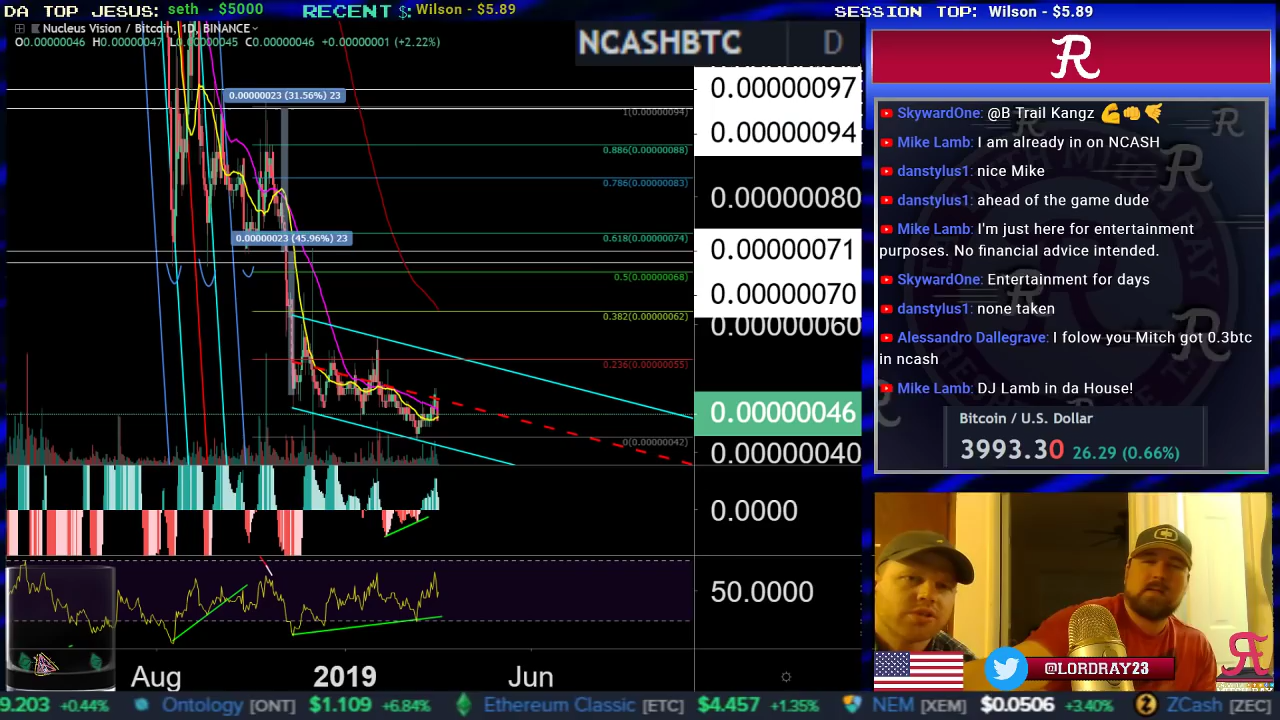 DA TOP JESUS: seth - $5000
RECENT $: Wilson - $5.89
SESSION TOP: Wilson - $5.89
Nucleus Vision / Bitcoin, 1D, BINANCE
O0.00000046 H0.00000047 L0.00000045 C0.00000046 +0.00000001 (+2.22%)
NCASHBTC D
0.00000023 (31.56%) 23
0.00000023 (45.96%) 23
1(0.00000094)
0.886(0.00000088)
0.786(0.00000083)
0.618(0.00000074)
0.5(0.00000068)
0.382(0.00000062)
0.236(0.00000055)
0(0.00000042)
0.00000097
0.00000094
0.00000080
0.00000071
0.00000070
0.00000060
0.00000046
0.00000040
0.0000
50.0000
Aug 2019 Jun
R
SkywardOne: @B Trail Kangz 💪👊🤙
Mike Lamb: I am already in on NCASH
danstylus1: nice Mike
danstylus1: ahead of the game dude
Mike Lamb: I'm just here for entertainment
purposes. No financial advice intended.
SkywardOne: Entertainment for days
danstylus1: none taken
Alessandro Dallegrave: I folow you Mitch got 0.3btc
in ncash
Mike Lamb: DJ Lamb in da House!
Bitcoin / U.S. Dollar
3993.30 26.29 (0.66%)
@LORDRAY23
9.203 +0.44% Ontology [ONT] $1.109 +6.84% Ethereum Classic [ETC] $4.457 +1.35% NEM [XEM] $0.0506 +3.40% ZCash [ZEC]